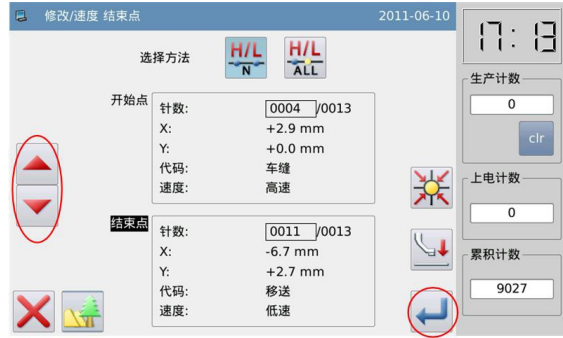 修改/速度 结束点
2011-06-10
17:13
选择方法
H/L
N
H/L
ALL
开始点
针数: 0004 /0013
X: +2.9 mm
Y: +0.0 mm
代码: 车缝
速度: 高速
结束点
针数: 0011 /0013
X: -6.7 mm
Y: +2.7 mm
代码: 移送
速度: 低速
生产计数
0
clr
上电计数
0
累积计数
9027